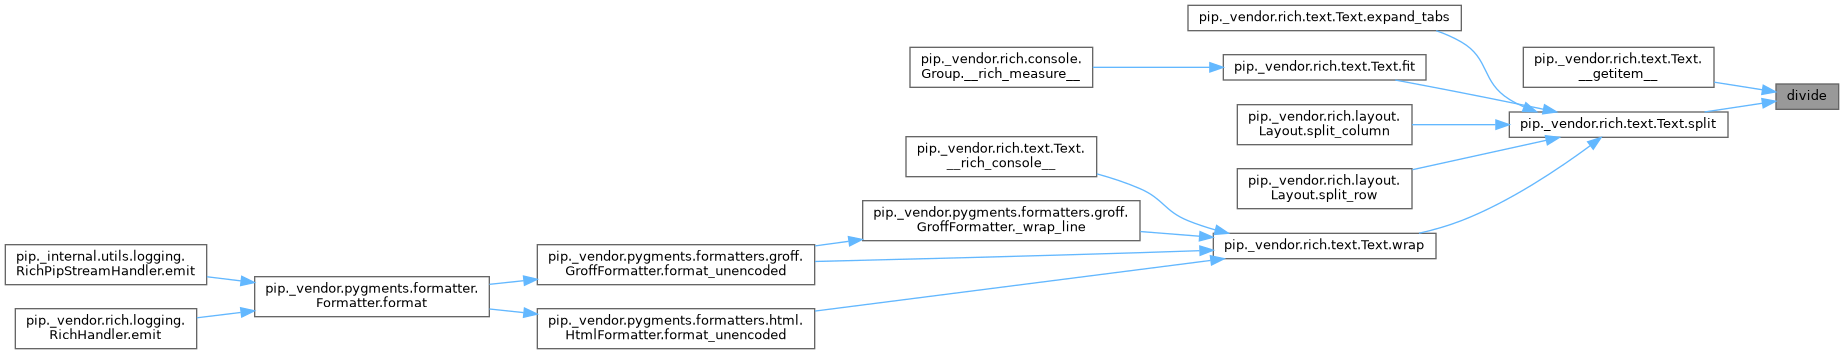 pip._vendor.rich.text.Text.expand_tabs
pip._vendor.rich.console.
Group.__rich_measure__
pip._vendor.rich.text.Text.fit
pip._vendor.rich.text.Text.
__getitem__
divide
pip._vendor.rich.layout.
Layout.split_column
pip._vendor.rich.text.Text.split
pip._vendor.rich.text.Text.
__rich_console__
pip._vendor.rich.layout.
Layout.split_row
pip._vendor.pygments.formatters.groff.
GroffFormatter._wrap_line
pip._vendor.rich.text.Text.wrap
pip._internal.utils.logging.
RichPipStreamHandler.emit
pip._vendor.pygments.formatters.groff.
GroffFormatter.format_unencoded
pip._vendor.pygments.formatter.
Formatter.format
pip._vendor.rich.logging.
RichHandler.emit
pip._vendor.pygments.formatters.html.
HtmlFormatter.format_unencoded